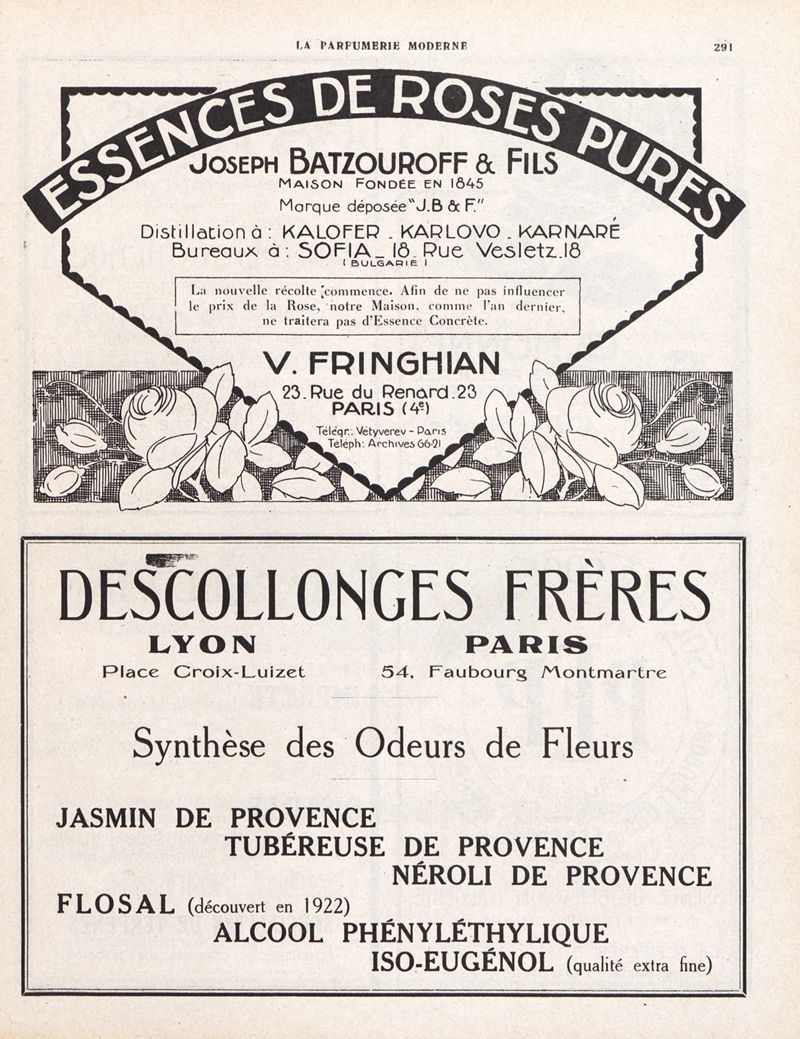 LA PARFUMERIE MODERNE
291
ESSENCES DE ROSES PURES
JOSEPH BATZOUROFF & FILS
MAISON FONDÉE EN 1845
Marque déposée "J.B & F."
Distillation à: KALOFER - KARLOVO - KARNARÉ
Bureaux à: SOFIA - 18, Rue Vesletz.18
(BULGARIE)
La nouvelle récolte commence. Afin de ne pas influencer
le prix de la Rose, notre Maison, comme l'an dernier,
ne traitera pas d'Essence Concrète.
V. FRINGHIAN
23. Rue du Renard.23
PARIS (4e)
Télégr.: Vétyverev - Paris
Téléph: Archives 66-21
DESCOLLONGES FRÈRES
LYON
PARIS
Place Croix-Luizet
54, Faubourg Montmartre
Synthèse des Odeurs de Fleurs
JASMIN DE PROVENCE
TUBÉREUSE DE PROVENCE
NÉROLI DE PROVENCE
FLOSAL (découvert en 1922)
ALCOOL PHÉNYLÉTHYLIQUE
ISO-EUGÉNOL (qualité extra fine)